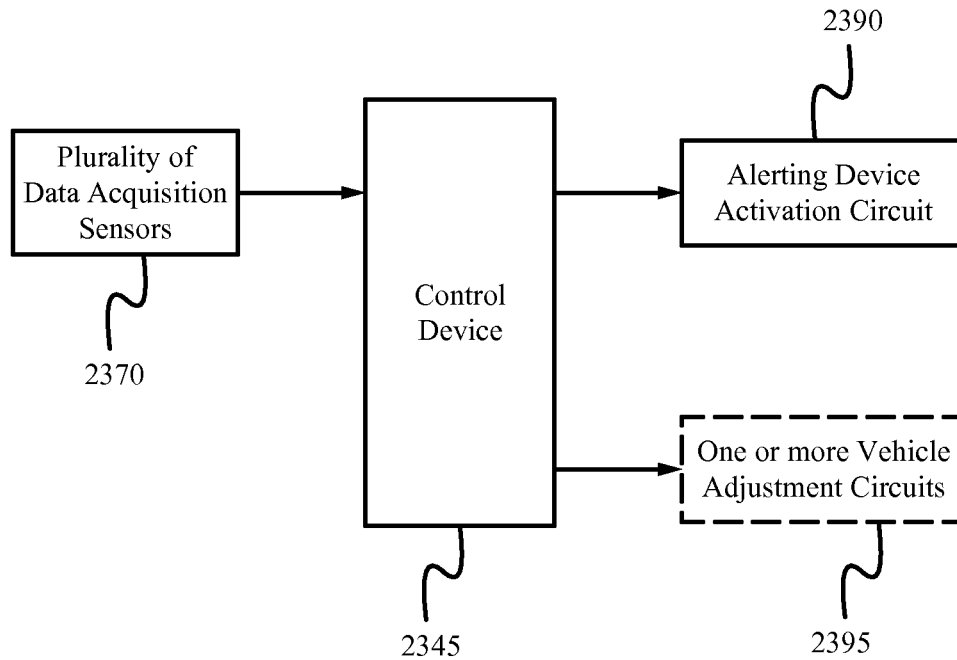 2390
Plurality of
Data Acquisition
Sensors
Alerting Device
Activation Circuit
Control
Device
2370
One or more Vehicle
Adjustment Circuits
2345
2395